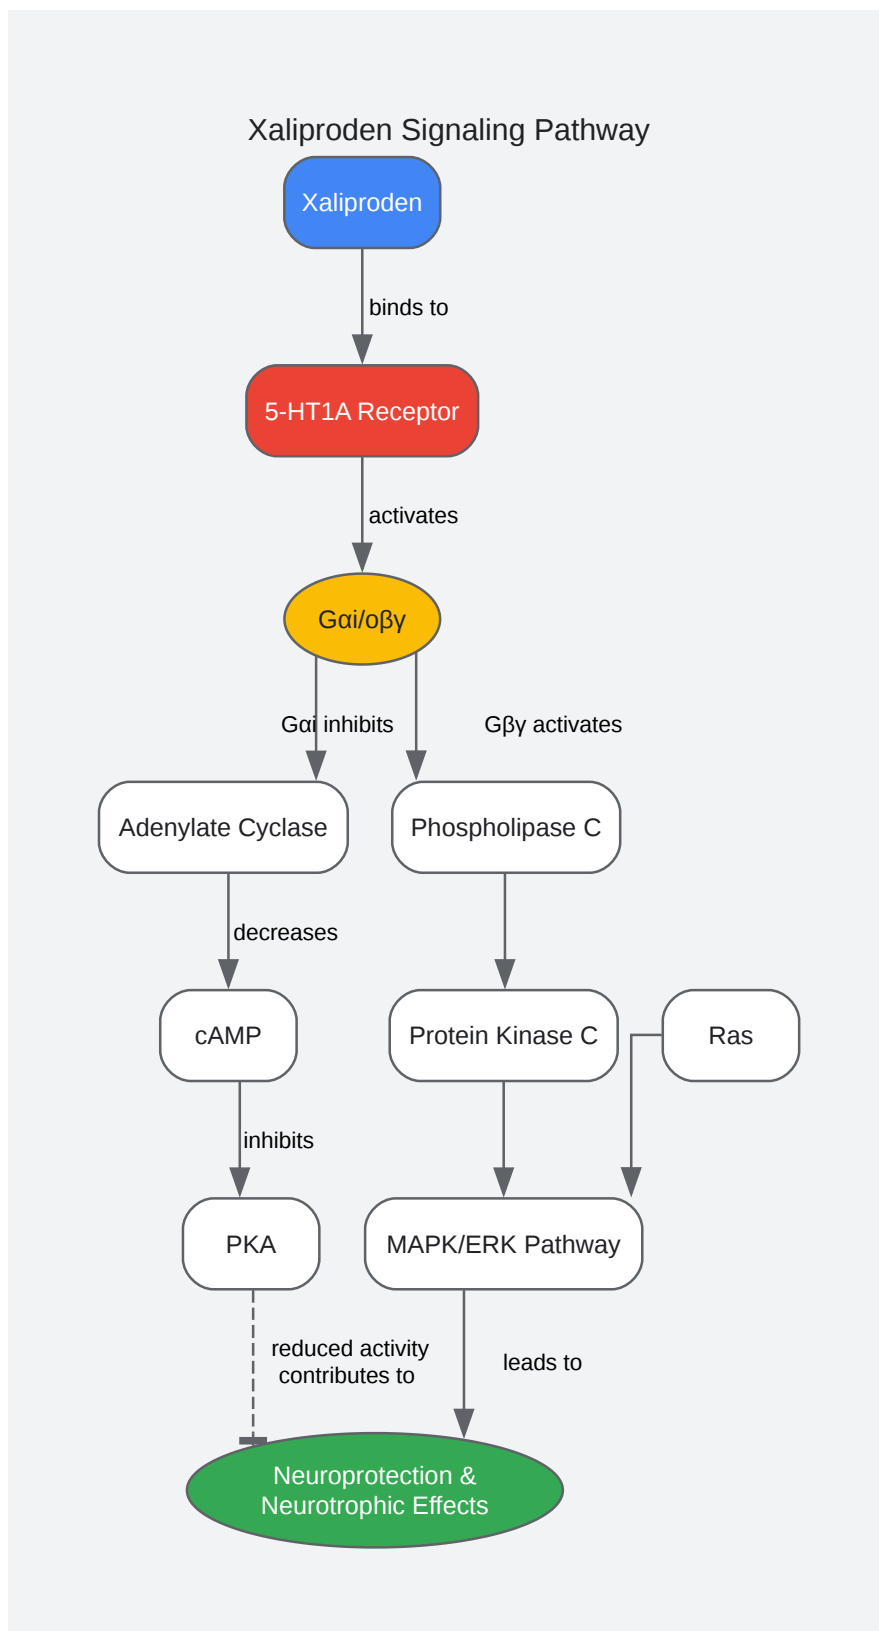 Xaliproden Signaling Pathway
Xaliproden
binds to
5-HT1A Receptor
activates
Gαi/oβγ
Gαi inhibits
Gβγ activates
Adenylate Cyclase
Phospholipase C
decreases
cAMP
Protein Kinase C
Ras
inhibits
PKA
MAPK/ERK Pathway
reduced activity
contributes to
leads to
Neuroprotection &
Neurotrophic Effects